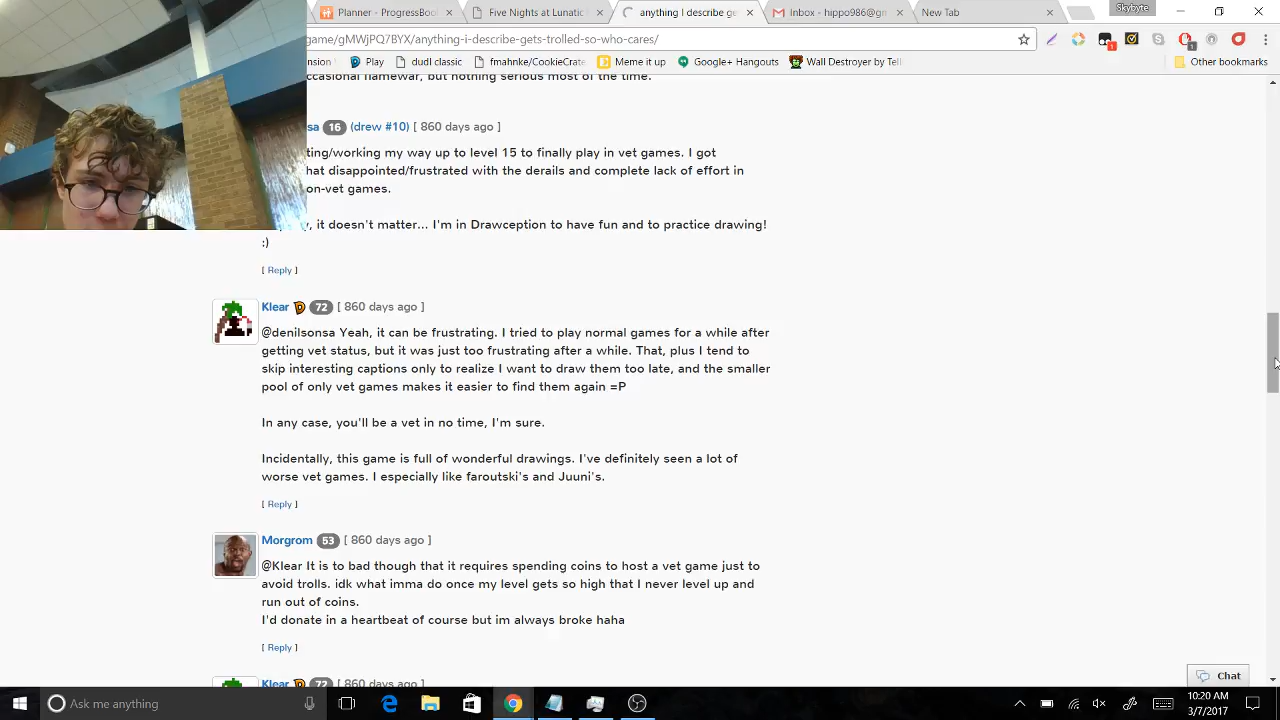 Planner - ProgressBook
Five Nights at Lunatic
anything I describe ge
Inbox - hippo986@g
New Tab
Skybyte
game/gMWjPQ7BYX/anything-i-describe-gets-trolled-so-who-cares/
1
1
nsion
Play
dudl classic
fmahnke/CookieCrate
Meme it up
Google+ Hangouts
Wall Destroyer by Tell
Other bookmarks
ccasional flamewar, but nothing serious most of the time.
sa 16 (drew #10) [ 860 days ago ]
ting/working my way up to level 15 to finally play in vet games. I got
hat disappointed/frustrated with the derails and complete lack of effort in
on-vet games.
, it doesn't matter... I'm in Drawception to have fun and to practice drawing!
:)
[ Reply ]
Klear D 72 [ 860 days ago ]
@denilsonsa Yeah, it can be frustrating. I tried to play normal games for a while after
getting vet status, but it was just too frustrating after a while. That, plus I tend to
skip interesting captions only to realize I want to draw them too late, and the smaller
pool of only vet games makes it easier to find them again =P
In any case, you'll be a vet in no time, I'm sure.
Incidentally, this game is full of wonderful drawings. I've definitely seen a lot of
worse vet games. I especially like faroutski's and Juuni's.
[ Reply ]
Morgrom 53 [ 860 days ago ]
@Klear It is to bad though that it requires spending coins to host a vet game just to
avoid trolls. idk what imma do once my level gets so high that I never level up and
run out of coins.
I'd donate in a heartbeat of course but im always broke haha
[ Reply ]
Klear D 72 [ 860 days ago ]
Chat
Ask me anything
10:20 AM
3/7/2017